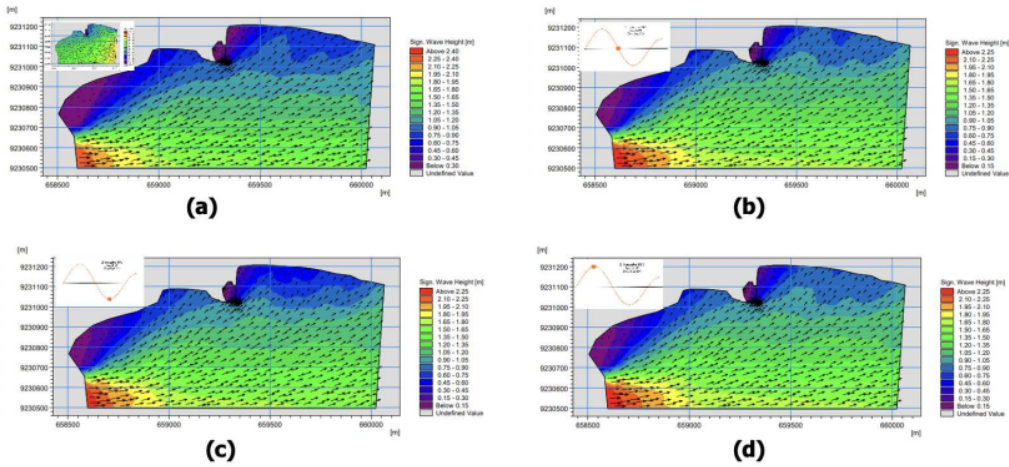 [m]
9231200
9231100
9231000
9230900
9230800
9230700
9230600
9230500
658500
659000
659500
660000
[m]
Sign. Wave Height [m]
Above 2.40
2.25 - 2.40
2.10 - 2.25
1.95 - 2.10
1.80 - 1.95
1.65 - 1.80
1.50 - 1.65
1.35 - 1.50
1.20 - 1.35
1.05 - 1.20
0.90 - 1.05
0.75 - 0.90
0.60 - 0.75
0.45 - 0.60
0.30 - 0.45
Below 0.30
Undefined Value
(a)
[m]
9231200
9231100
9231000
9230900
9230800
9230700
9230600
9230500
658500
659000
659500
660000
[m]
Sign. Wave Height [m]
Above 2.25
2.10 - 2.25
1.95 - 2.10
1.80 - 1.95
1.65 - 1.80
1.50 - 1.65
1.35 - 1.50
1.20 - 1.35
1.05 - 1.20
0.90 - 1.05
0.75 - 0.90
0.60 - 0.75
0.45 - 0.60
0.30 - 0.45
0.15 - 0.30
Below 0.15
Undefined Value
(b)
[m]
9231200
9231100
9231000
9230900
9230800
9230700
9230600
9230500
658500
659000
659500
660000
[m]
Sign. Wave Height [m]
Above 2.25
2.10 - 2.25
1.95 - 2.10
1.80 - 1.95
1.65 - 1.80
1.50 - 1.65
1.35 - 1.50
1.20 - 1.35
1.05 - 1.20
0.90 - 1.05
0.75 - 0.90
0.60 - 0.75
0.45 - 0.60
0.30 - 0.45
0.15 - 0.30
Below 0.15
Undefined Value
(c)
[m]
9231200
9231100
9231000
9230900
9230800
9230700
9230600
9230500
658500
659000
659500
660000
[m]
Sign. Wave Height [m]
Above 2.25
2.10 - 2.25
1.95 - 2.10
1.80 - 1.95
1.65 - 1.80
1.50 - 1.65
1.35 - 1.50
1.20 - 1.35
1.05 - 1.20
0.90 - 1.05
0.75 - 0.90
0.60 - 0.75
0.45 - 0.60
0.30 - 0.45
0.15 - 0.30
Below 0.15
Undefined Value
(d)